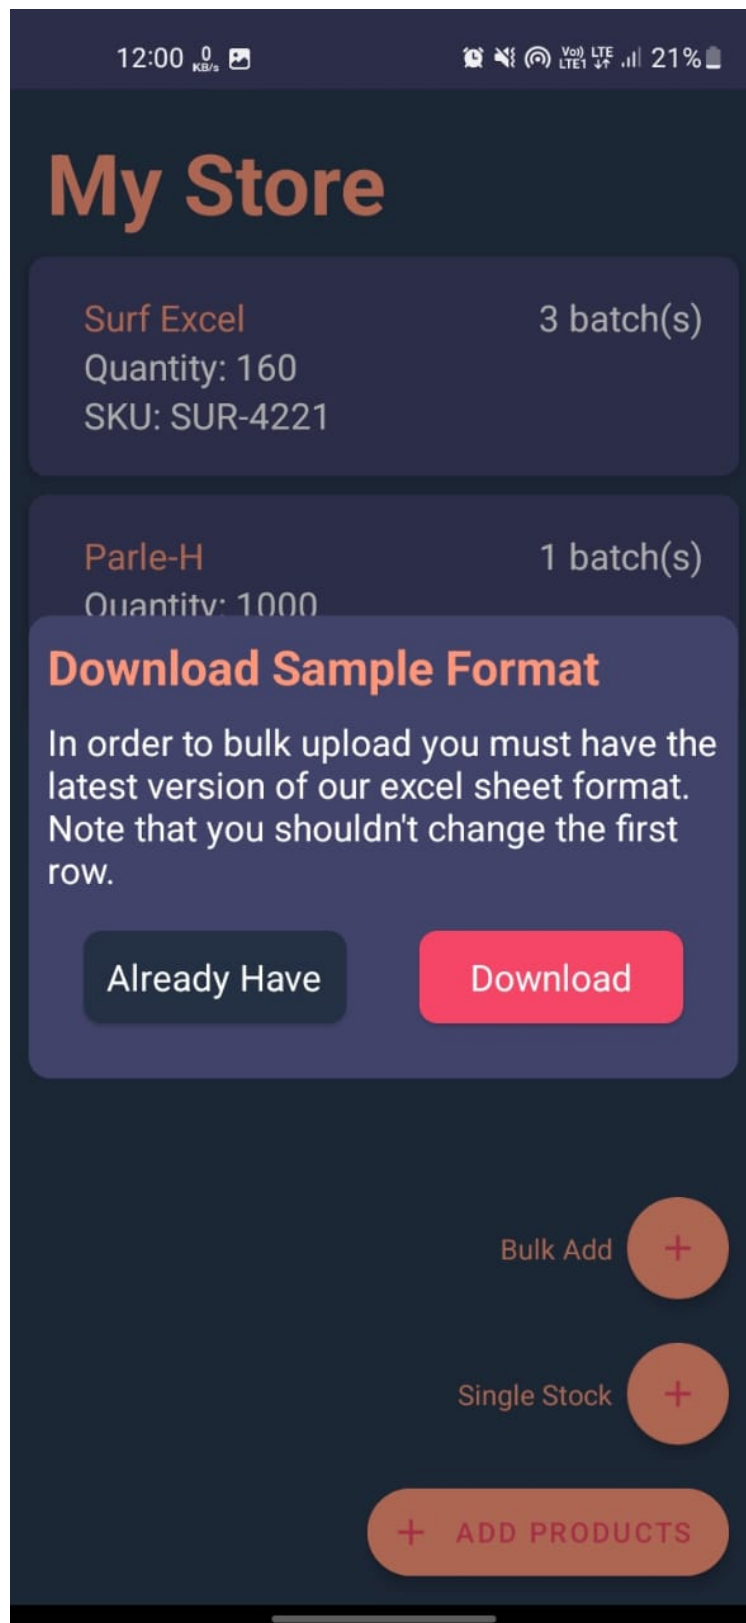 12:00 0 KB/s Vo)) LTE1 LTE 21%
My Store
Surf Excel 3 batch(s)
Quantity: 160
SKU: SUR-4221
Parle-H 1 batch(s)
Quantity: 1000
Download Sample Format
In order to bulk upload you must have the
latest version of our excel sheet format.
Note that you shouldn't change the first
row.
Already Have Download
Bulk Add +
Single Stock +
+ ADD PRODUCTS